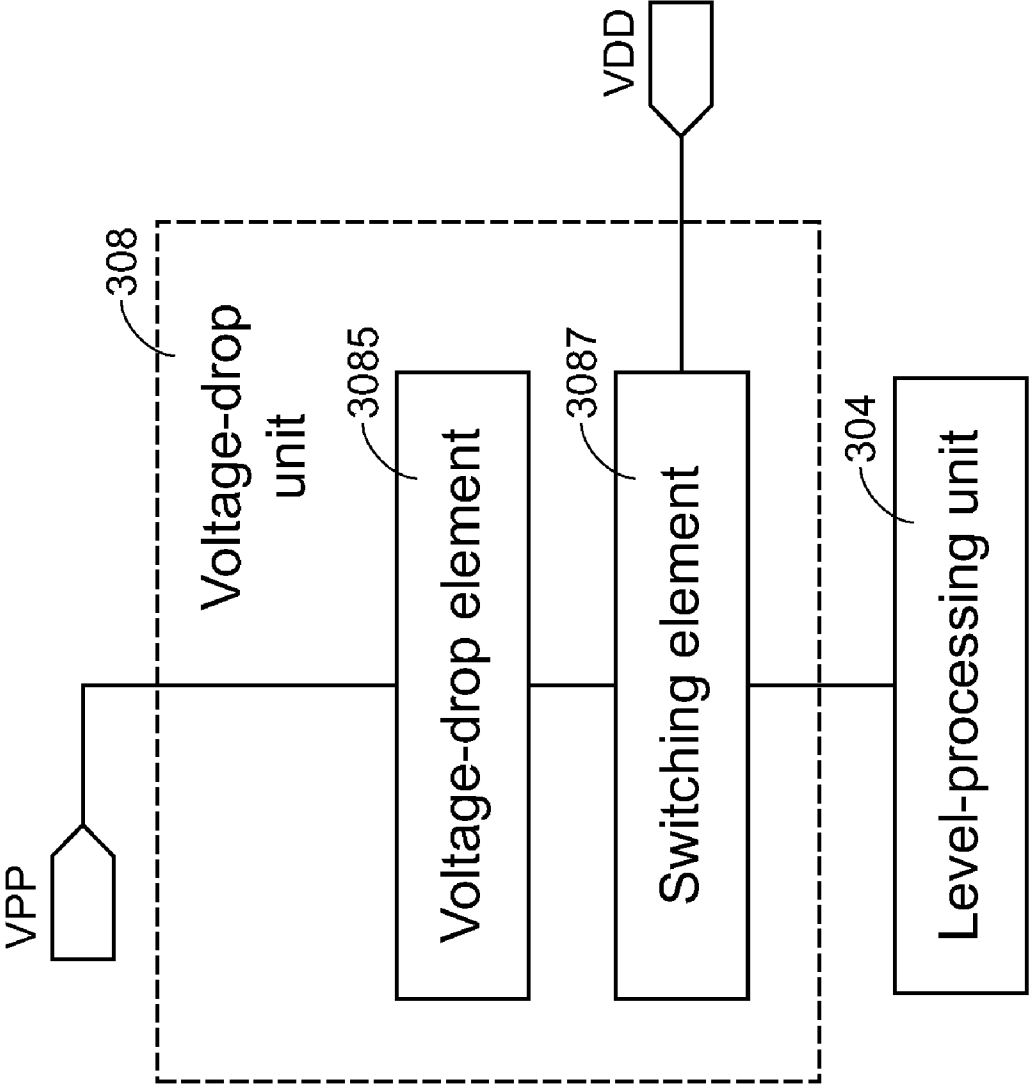 VPP
VDD
308
Voltage-drop
unit
3085
Voltage-drop element
3087
Switching element
304
Level-processing unit